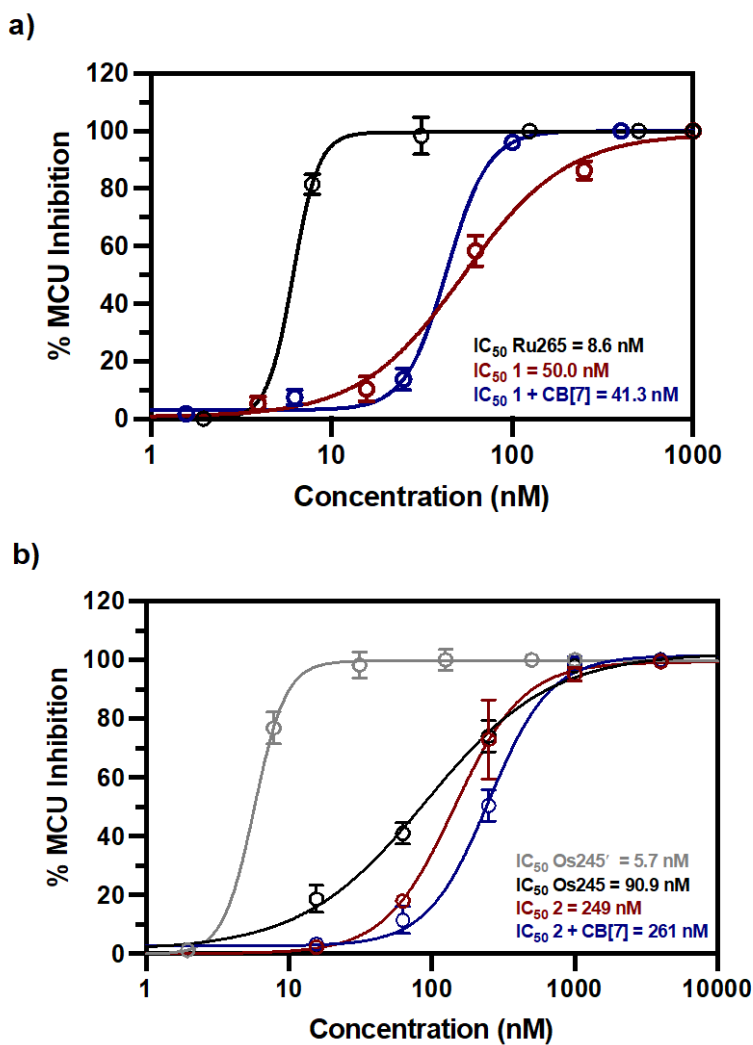 a)
% MCU Inhibition
120
100
80
60
40
20
0
IC50 Ru265 = 8.6 nM
IC50 1 = 50.0 nM
IC50 1 + CB[7] = 41.3 nM
1 10 100 1000
Concentration (nM)
b)
% MCU Inhibition
120
100
80
60
40
20
0
IC50 Os245′ = 5.7 nM
IC50 Os245 = 90.9 nM
IC50 2 = 249 nM
IC50 2 + CB[7] = 261 nM
1 10 100 1000 10000
Concentration (nM)